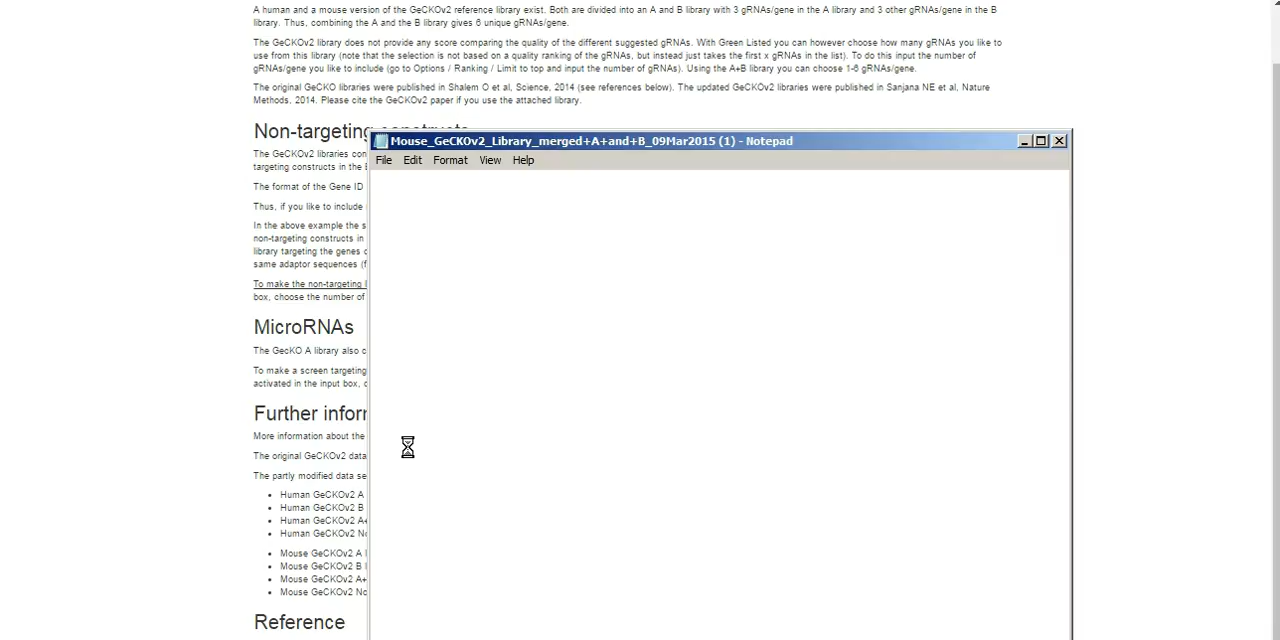 A human and a mouse version of the GeCKOv2 reference library exist. Both are divided into an A and B library with 3 gRNAs/gene in the A library and 3 other gRNAs/gene in the B
library. Thus, combining the A and the B library gives 6 unique gRNAs/gene.
The GeCKOv2 library does not provide any score comparing the quality of the different suggested gRNAs. With Green Listed you can however choose how many gRNAs you like to
use from this library (note that the selection is not based on a quality ranking of the gRNAs, but instead just takes the first x gRNAs in the list). To do this input the number of
gRNAs/gene you like to include (go to Options / Ranking / Limit to top and input the number of gRNAs). Using the A+B library you can choose 1-6 gRNAs/gene.
The original GeCKO libraries were published in Shalem O et al, Science, 2014 (see references below). The updated GeCKOv2 libraries were published in Sanjana NE et al, Nature
Methods, 2014. Please cite the GeCKOv2 paper if you use the attached library.
Non-targeting constructs
Mouse_GeCKOv2_Library_merged+A+and+B_09Mar2015 (1) - Notepad
File Edit Format View Help
The GeCKOv2 libraries con
targeting constructs in the
The format of the Gene ID
Thus, if you like to include
In the above example the s
non-targeting constructs in
library targeting the genes
same adaptor sequences (f
To make the non-targeting
box, choose the number of
MicroRNAs
The GecKO A library also c
To make a screen targeting
activated in the input box,
Further infor
More information about the
The original GeCKOv2 data
The partly modified data se
• Human GeCKOv2 A
• Human GeCKOv2 B
• Human GeCKOv2 A+
• Human GeCKOv2 No
• Mouse GeCKOv2 A
• Mouse GeCKOv2 B
• Mouse GeCKOv2 A+
• Mouse GeCKOv2 No
Reference